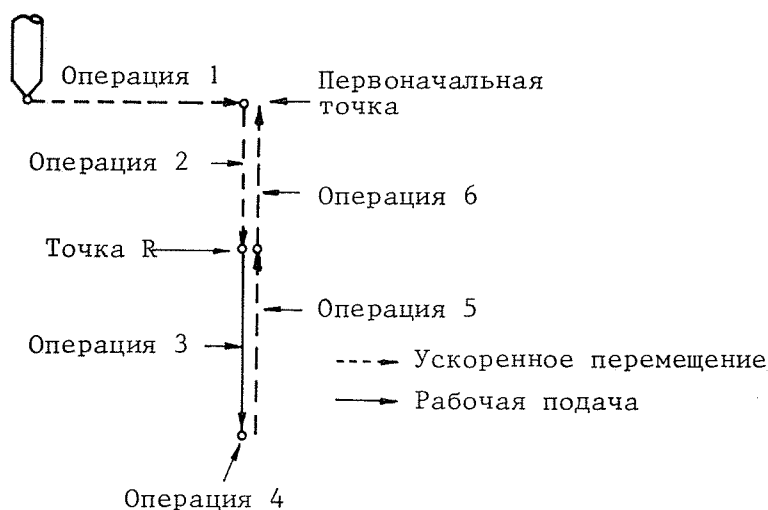 Операция 1
Первоначальная
точка
Операция 2
Операция 6
Точка R
Операция 5
Операция 3
Ускоренное перемещение
Рабочая подача
Операция 4